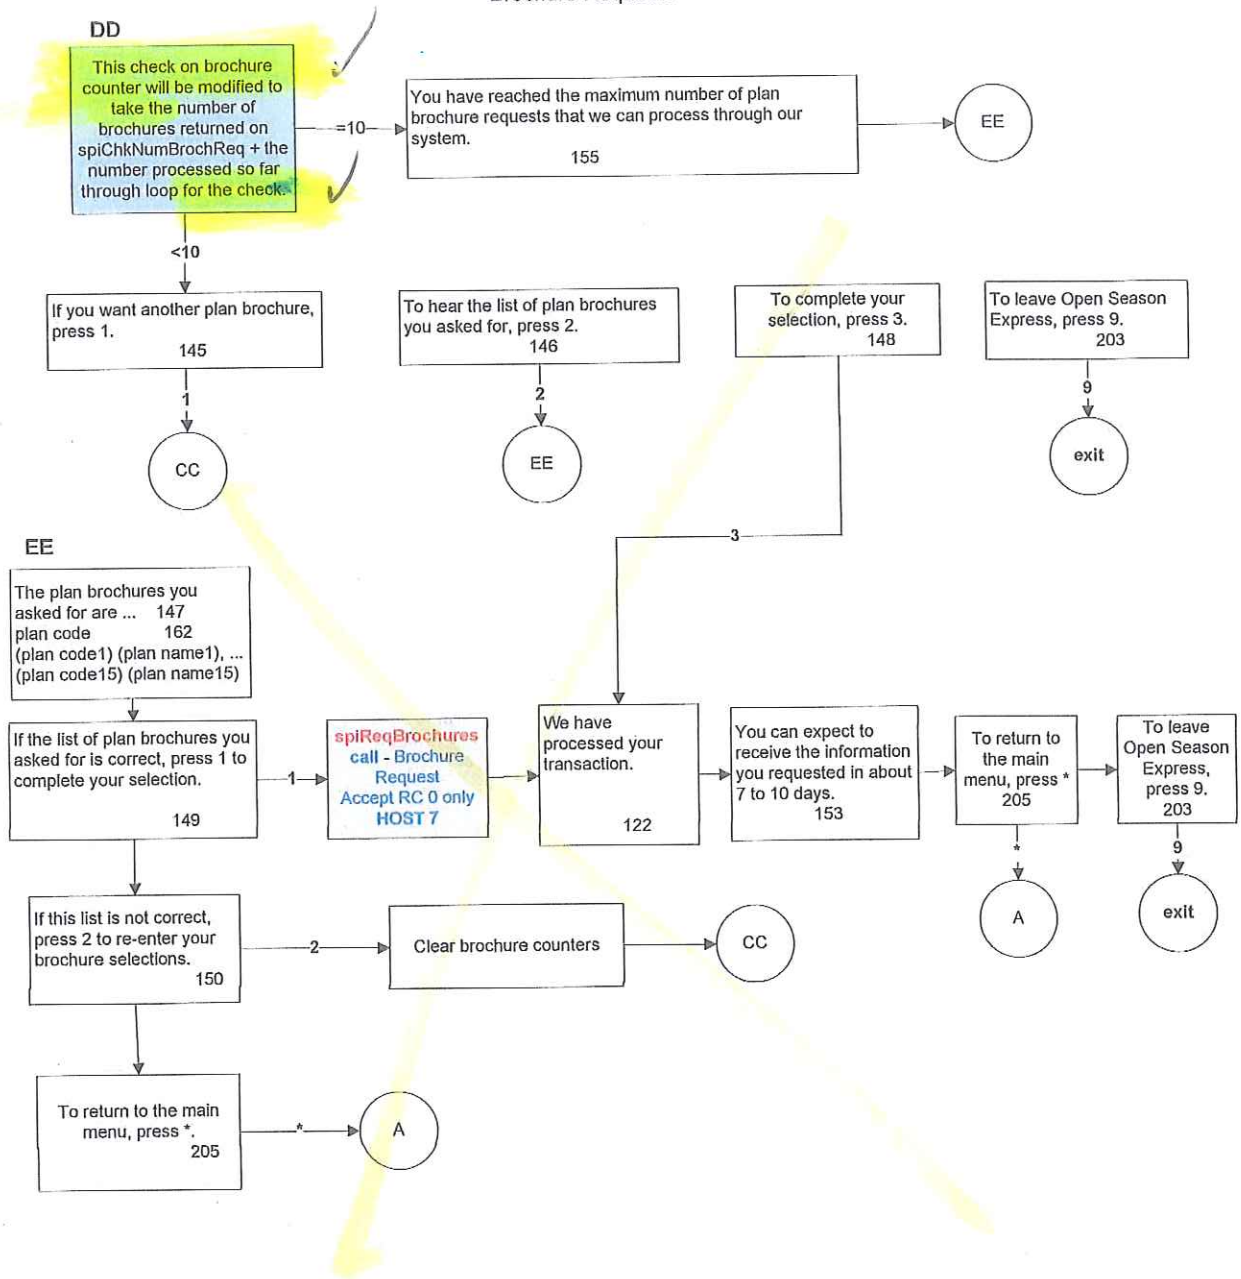 DD
This check on brochure
counter will be modified to
take the number of
brochures returned on
spiChkNumBrochReq + the
number processed so far
through loop for the check.
=10
You have reached the maximum number of plan
brochure requests that we can process through our
system.
155
EE
<10
If you want another plan brochure,
press 1.
145
1
CC
To hear the list of plan brochures
you asked for, press 2.
146
2
EE
To complete your
selection, press 3.
148
3
To leave Open Season
Express, press 9.
203
9
exit
EE
The plan brochures you
asked for are ... 147
plan code 162
(plan code1) (plan name1), ...
(plan code15) (plan name15)
If the list of plan brochures you
asked for is correct, press 1 to
complete your selection.
149
1
spiReqBrochures
call - Brochure
Request
Accept RC 0 only
HOST 7
We have
processed your
transaction.
122
You can expect to
receive the information
you requested in about
7 to 10 days.
153
To return to
the main
menu, press *
205
*
A
To leave
Open Season
Express,
press 9.
203
9
exit
If this list is not correct,
press 2 to re-enter your
brochure selections.
150
2
Clear brochure counters
CC
To return to the main
menu, press *.
205
*
A